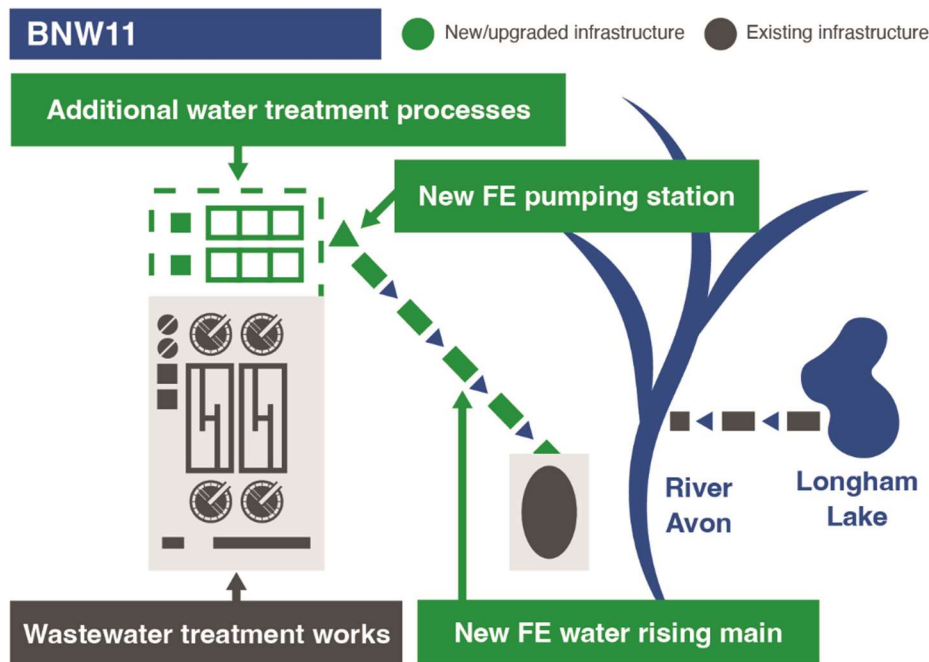 BNW11
New/upgraded infrastructure
Existing infrastructure
Additional water treatment processes
New FE pumping station
River
Avon
Longham
Lake
Wastewater treatment works
New FE water rising main